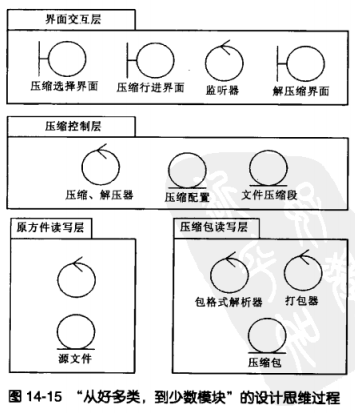 界面交互层
压缩选择界面 压缩行进界面 监听器 解压缩界面
压缩控制层
压缩、解压器 压缩配置 文件压缩段
原方件读写层 压缩包读写层
包格式解析器 打包器
源文件
压缩包
图 14-15 “从好多类，到少数模块”的设计思维过程